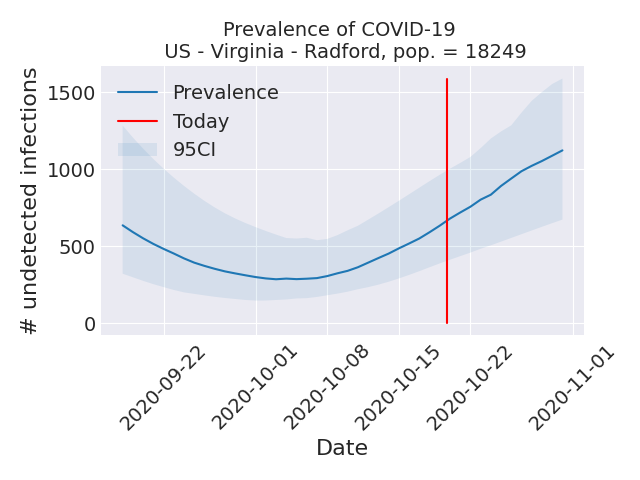 Prevalence of COVID-19
US - Virginia - Radford, pop. = 18249
# undetected infections
1500
1000
500
0
Prevalence
Today
95CI
2020-09-22
2020-10-01
2020-10-08
2020-10-15
2020-10-22
2020-11-01
Date